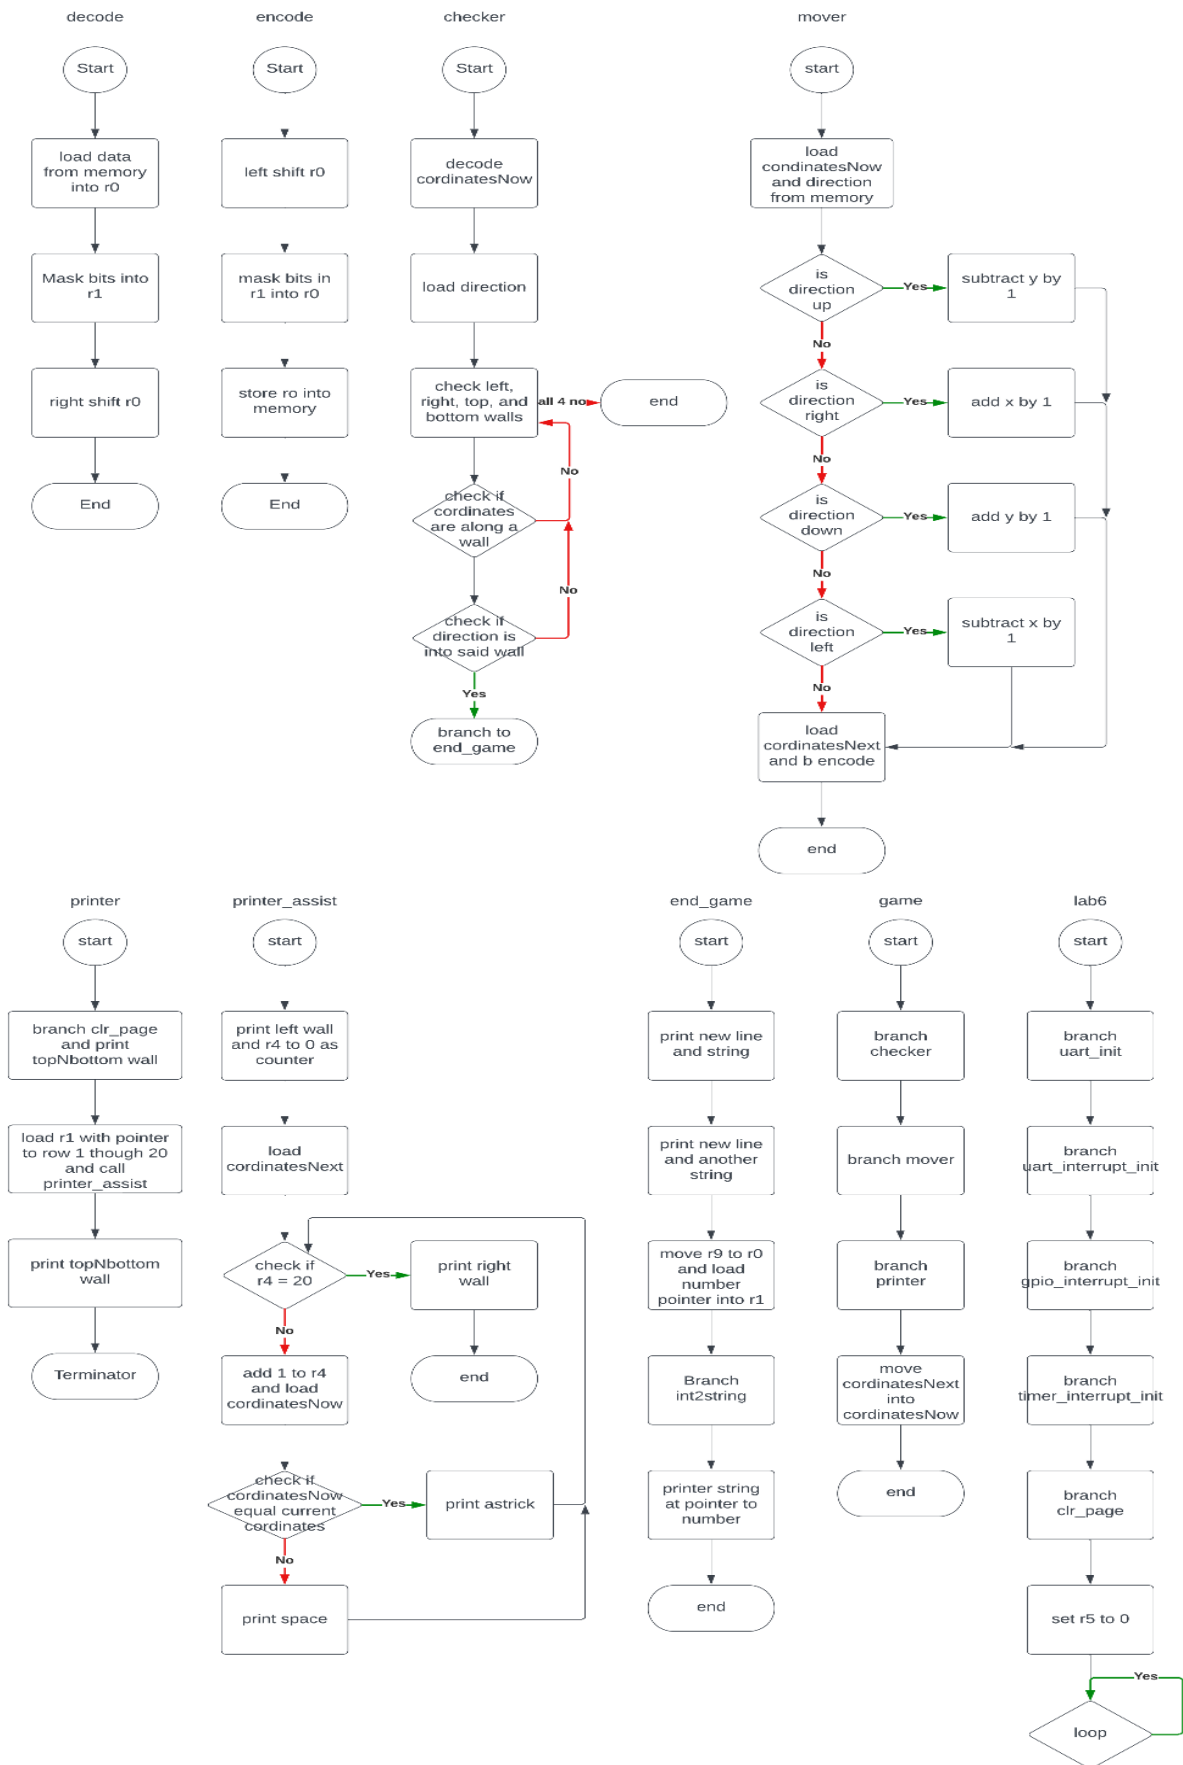 decode
Start
load data
from memory
into r0
Mask bits into
r1
right shift r0
End
encode
Start
left shift r0
mask bits in
r1 into r0
store ro into
memory
End
checker
Start
decode
cordinatesNow
load direction
check left,
right, top, and
bottom walls
all 4 no
end
No
check if
cordinates
are along a
wall
No
check if
direction is
into said wall
Yes
branch to
end_game
mover
start
load
condinatesNow
and direction
from memory
is
direction
up
Yes
subtract y by
1
No
is
direction
right
Yes
add x by 1
No
is
direction
down
Yes
add y by 1
No
is
direction
left
Yes
subtract x by
1
No
load
cordinatesNext
and b encode
end
printer
start
branch clr_page
and print
topNbottom wall
load r1 with pointer
to row 1 though 20
and call
printer_assist
print topNbottom
wall
Terminator
printer_assist
start
print left wall
and r4 to 0 as
counter
load
cordinatesNext
check if
r4 = 20
Yes
print right
wall
end
No
add 1 to r4
and load
cordinatesNow
check if
cordinatesNow
equal current
cordinates
Yes
print astrick
No
print space
end_game
start
print new line
and string
print new line
and another
string
move r9 to r0
and load
number
pointer into r1
Branch
int2string
printer string
at pointer to
number
end
game
start
branch
checker
branch mover
branch
printer
move
cordinatesNext
into
cordinatesNow
end
lab6
start
branch
uart_init
branch
uart_interrupt_init
branch
gpio_interrupt_init
branch
timer_interrupt_init
branch
clr_page
set r5 to 0
Yes
loop